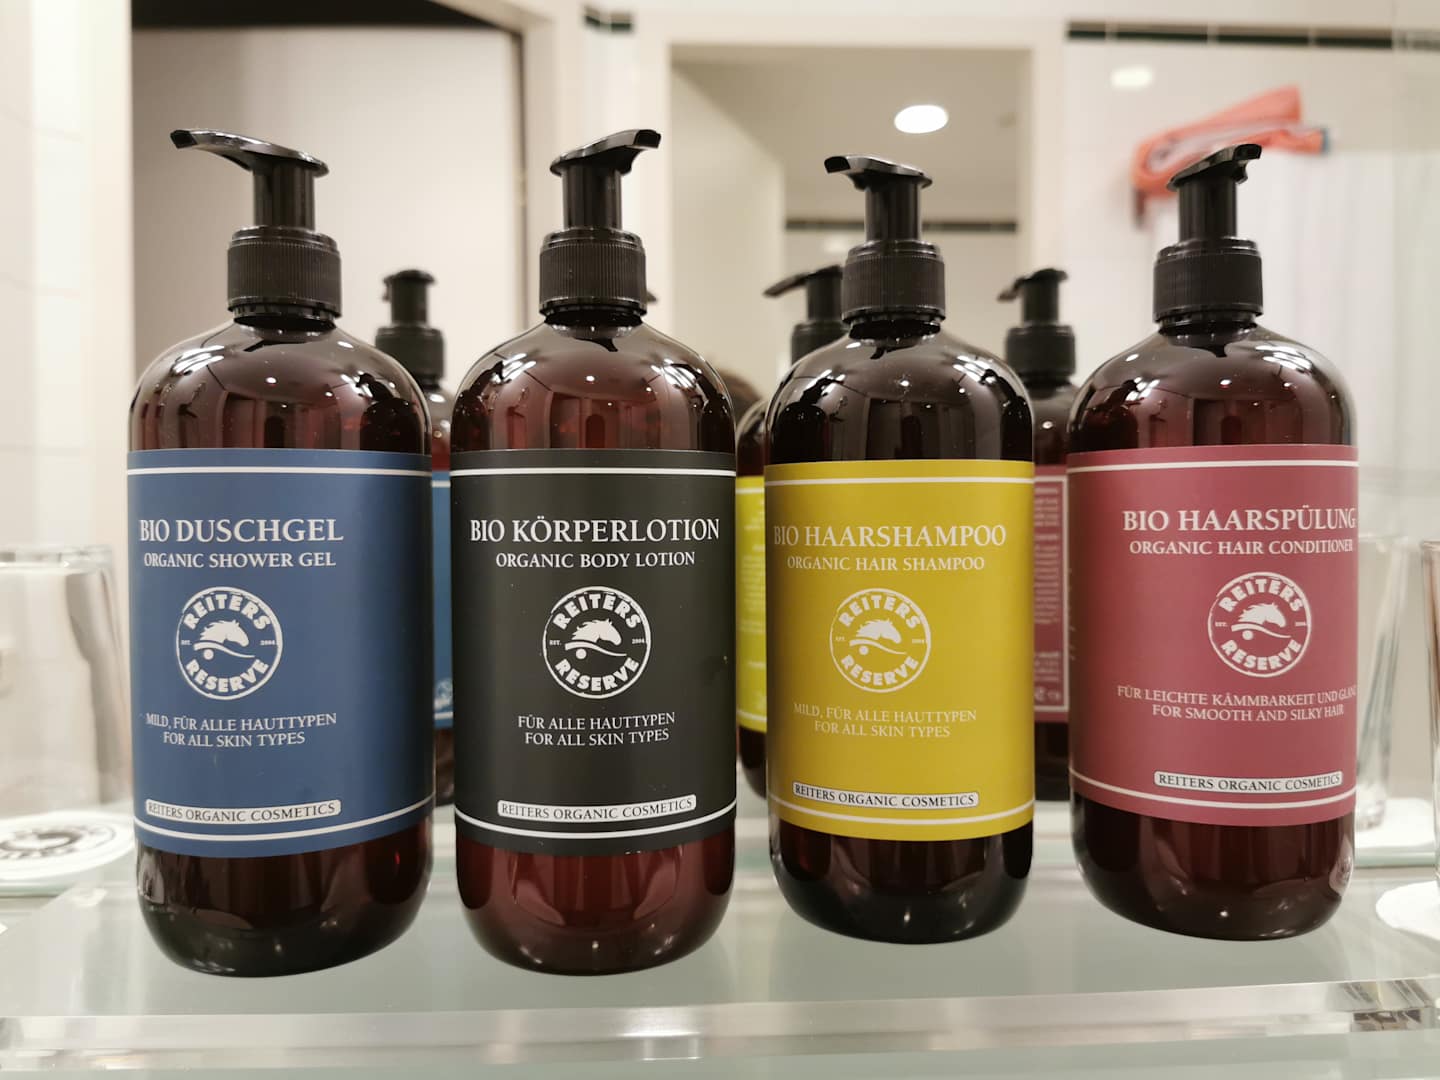 BIO DUSCHGEL
ORGANIC SHOWER GEL
REITERS
EST. 2004
RESERVE
MILD, FÜR ALLE HAUTTYPEN
FOR ALL SKIN TYPES
REITERS ORGANIC COSMETICS
BIO KÖRPERLOTION
ORGANIC BODY LOTION
REITERS
EST. 2004
RESERVE
FÜR ALLE HAUTTYPEN
FOR ALL SKIN TYPES
REITERS ORGANIC COSMETICS
BIO HAARSHAMPOO
ORGANIC HAIR SHAMPOO
REITERS
EST. 2004
RESERVE
MILD, FÜR ALLE HAUTTYPEN
FOR ALL SKIN TYPES
REITERS ORGANIC COSMETICS
BIO HAARSPÜLUNG
ORGANIC HAIR CONDITIONER
REITERS
EST. 2004
RESERVE
FÜR LEICHTE KÄMMBARKEIT UND GLANZ
FOR SMOOTH AND SILKY HAIR
REITERS ORGANIC COSMETICS